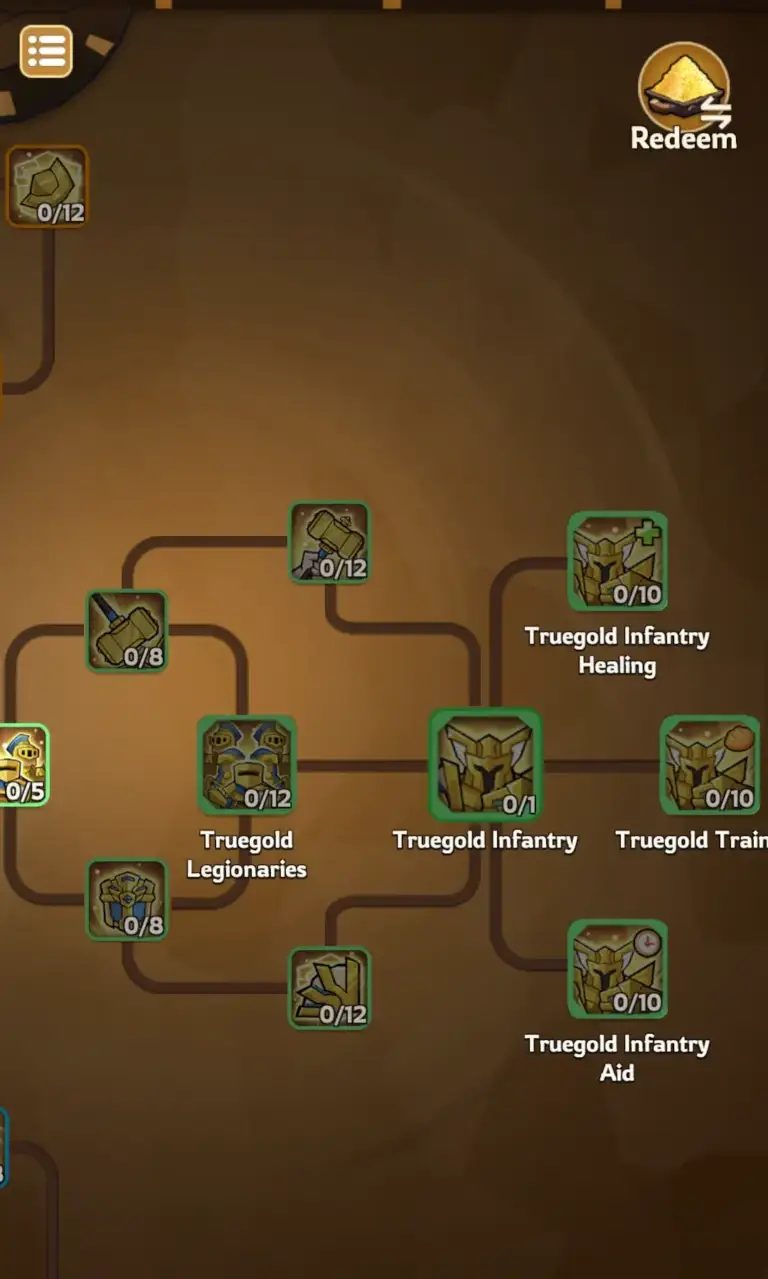 Redeem
0/12
0/12
0/10
Truegold Infantry
Healing
0/8
0/5
0/12
0/1
0/10
Truegold
Legionaries
Truegold Infantry
Truegold Train
0/8
0/12
0/10
Truegold Infantry
Aid